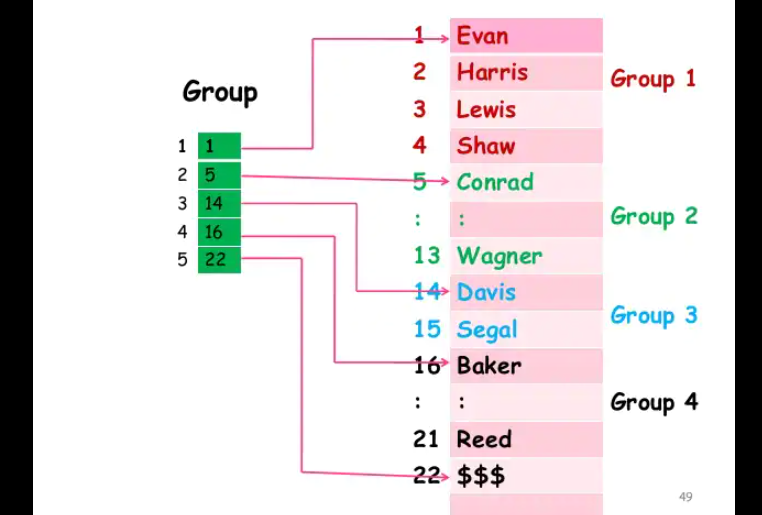 Group
1 1
2 5
3 14
4 16
5 22
1 Evan
2 Harris
3 Lewis
4 Shaw
Group 1
5 Conrad
: :
13 Wagner
Group 2
14 Davis
15 Segal
Group 3
16 Baker
: :
21 Reed
Group 4
22 $$$
49